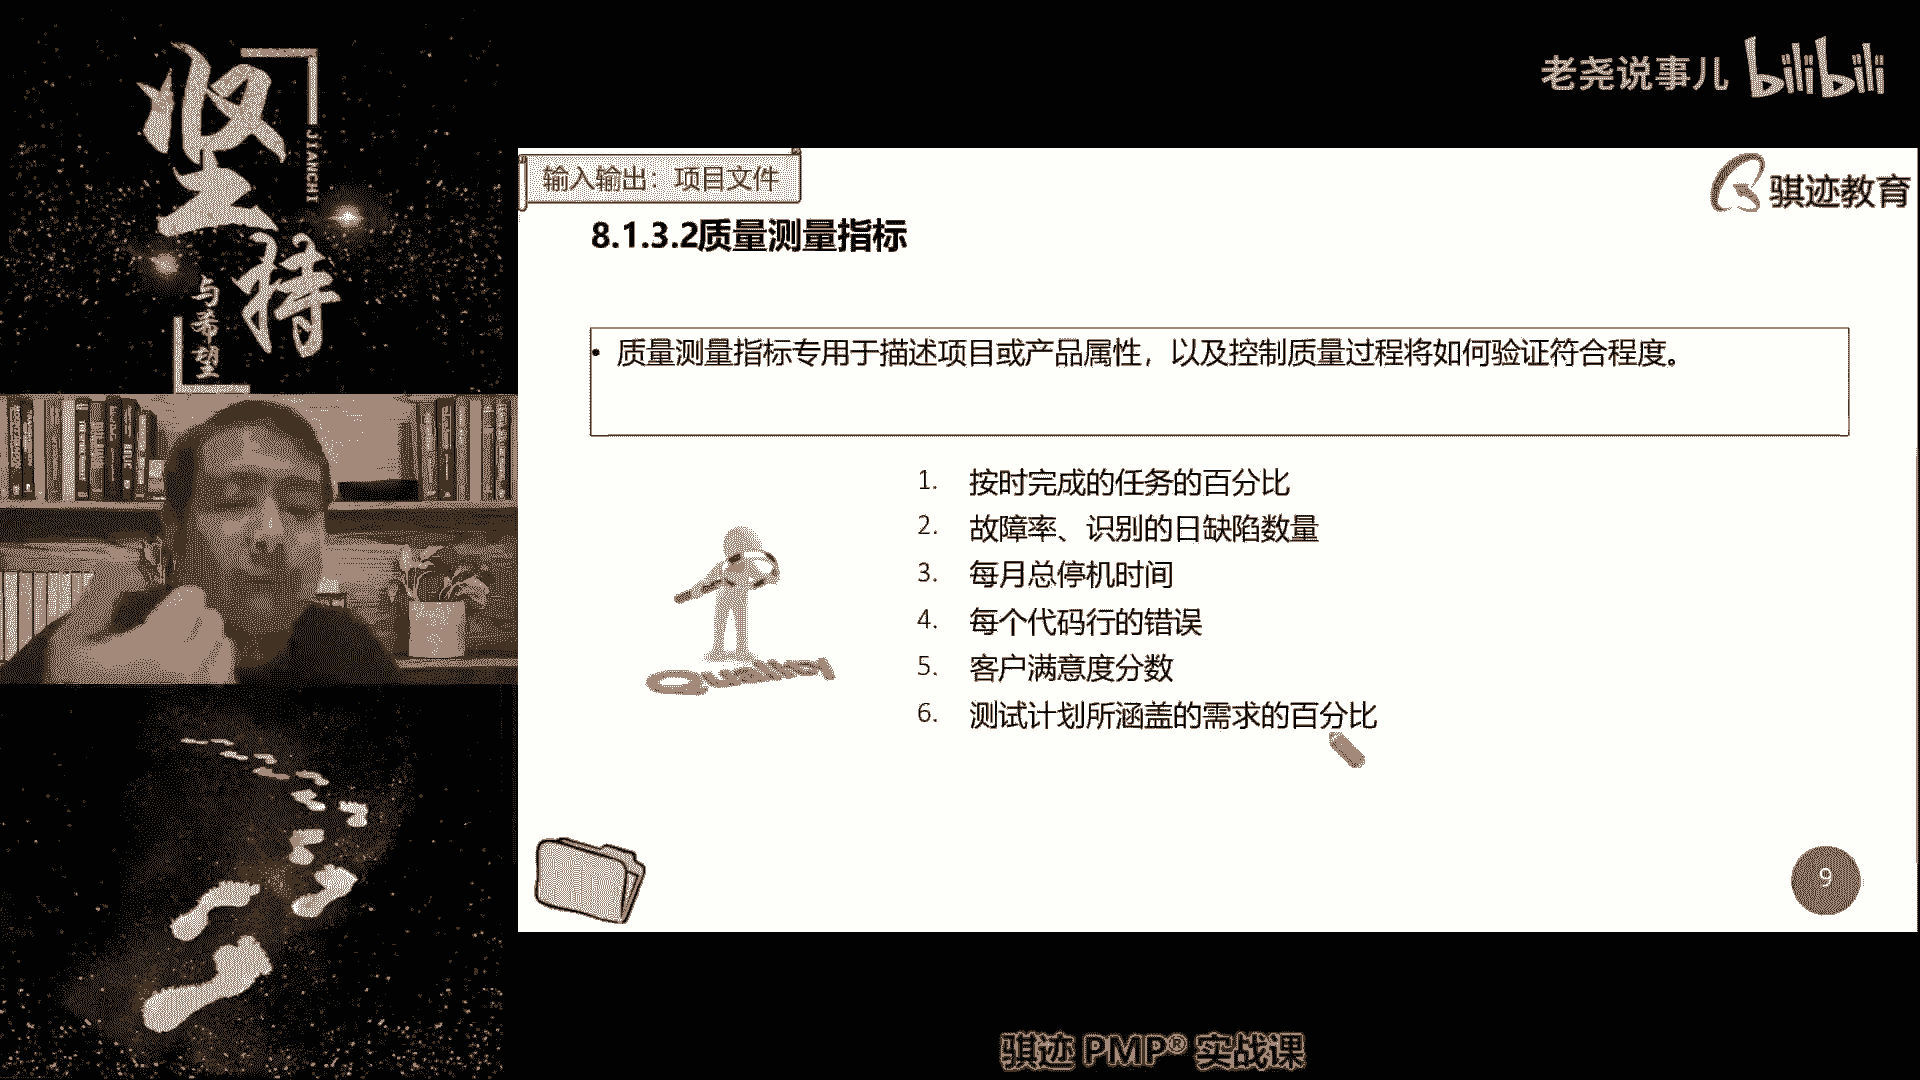 坚持
JIANCHI
与希望
老尧说事儿 bilibili
输入输出：项目文件
骐迹教育
8.1.3.2质量测量指标
• 质量测量指标专用于描述项目或产品属性，以及控制质量过程将如何验证符合程度。
1. 按时完成的任务的百分比
2. 故障率、识别的日缺陷数量
3. 每月总停机时间
4. 每个代码行的错误
5. 客户满意度分数
6. 测试计划所涵盖的需求的百分比
Quality
9
骐迹 PMP® 实战课